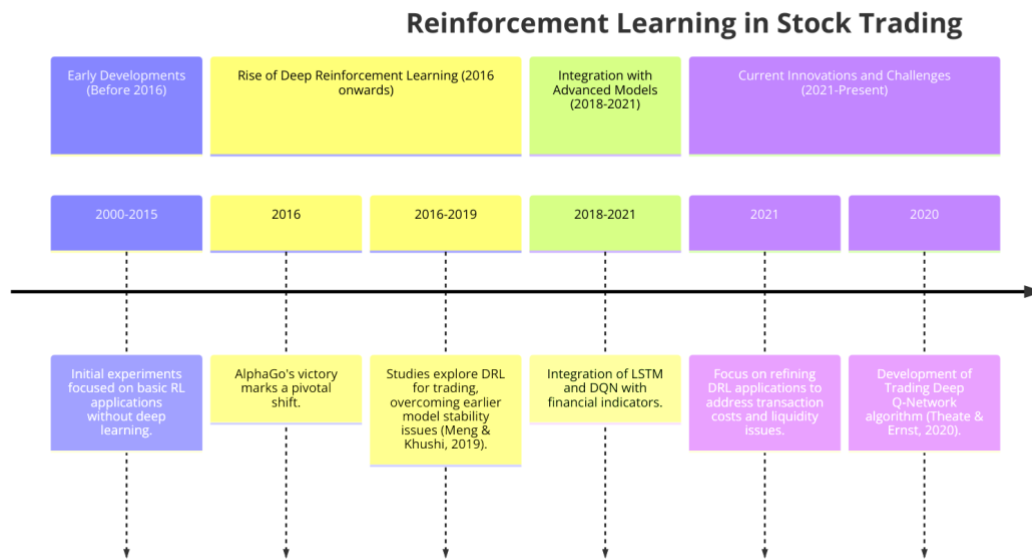 Reinforcement Learning in Stock Trading
Early Developments
(Before 2016)
Rise of Deep Reinforcement Learning (2016
onwards)
Integration with
Advanced Models
(2018-2021)
Current Innovations and Challenges
(2021-Present)
2000-2015
2016
2016-2019
2018-2021
2021
2020
Initial experiments
focused on basic RL
applications
without deep
learning.
AlphaGo's victory
marks a pivotal
shift.
Studies explore DRL
for trading,
overcoming earlier
model stability
issues (Meng &
Khushi, 2019).
Integration of LSTM
and DQN with
financial indicators.
Focus on refining
DRL applications to
address transaction
costs and liquidity
issues.
Development of
Trading Deep
Q-Network
algorithm (Theate &
Ernst, 2020).